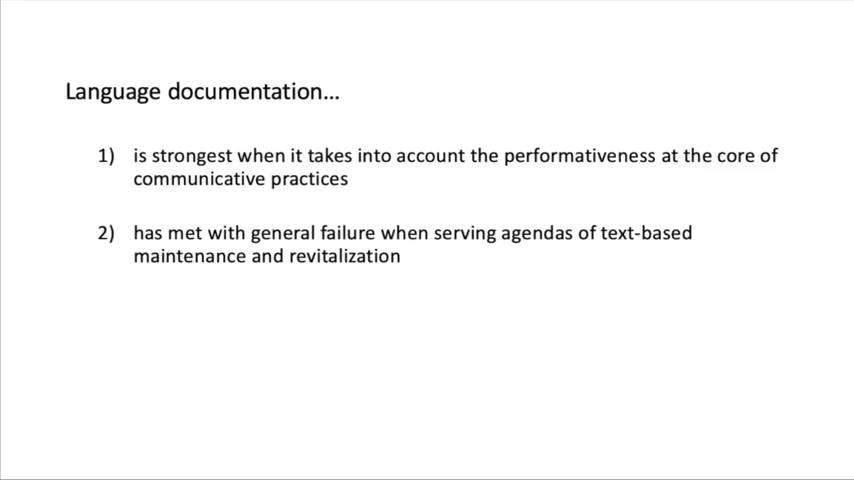 Language documentation...
1) is strongest when it takes into account the performativeness at the core of
communicative practices
2) has met with general failure when serving agendas of text-based
maintenance and revitalization